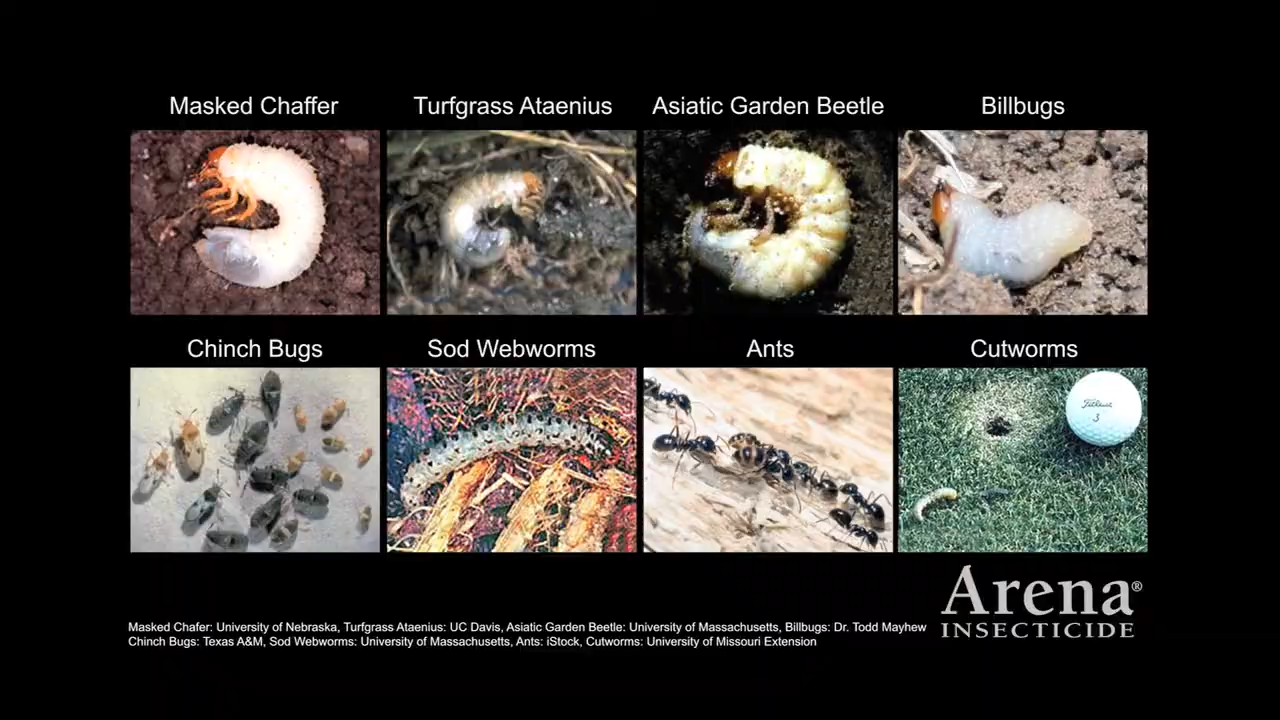 Masked Chaffer
Turfgrass Ataenius
Asiatic Garden Beetle
Billbugs
Chinch Bugs
Sod Webworms
Ants
Cutworms
Titleist
3
Arena®
INSECTICIDE
Masked Chafer: University of Nebraska, Turfgrass Ataenius: UC Davis, Asiatic Garden Beetle: University of Massachusetts, Billbugs: Dr. Todd Mayhew
Chinch Bugs: Texas A&M, Sod Webworms: University of Massachusetts, Ants: iStock, Cutworms: University of Missouri Extension